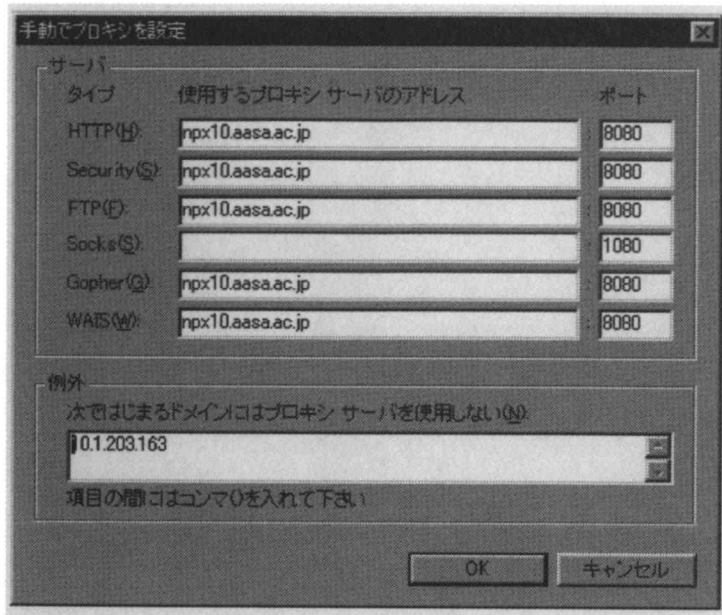 手動でプロキシを設定
サーバ
タイプ 使用するプロキシ サーバのアドレス ポート
HTTP(H): npx10.aasa.ac.jp : 8080
Security(S): npx10.aasa.ac.jp : 8080
FTP(F): npx10.aasa.ac.jp : 8080
Socks(S): : 1080
Gopher(G): npx10.aasa.ac.jp : 8080
WAIS(W): npx10.aasa.ac.jp : 8080
例外
次ではじまるドメインにはプロキシ サーバを使用しない(N):
10.1.203.163
項目の間にはコンマ(,)を入れて下さい
OK キャンセル